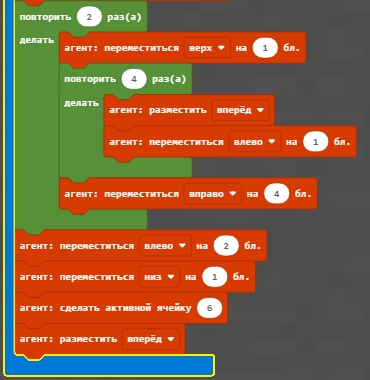 повторить 2 раз(а)
делать
агент: переместиться верх на 1 бл.
повторить 4 раз(а)
делать
агент: разместить вперёд
агент: переместиться влево на 1 бл.
агент: переместиться вправо на 4 бл.
агент: переместиться влево на 2 бл.
агент: переместиться низ на 1 бл.
агент: сделать активной ячейку 6
агент: разместить вперёд